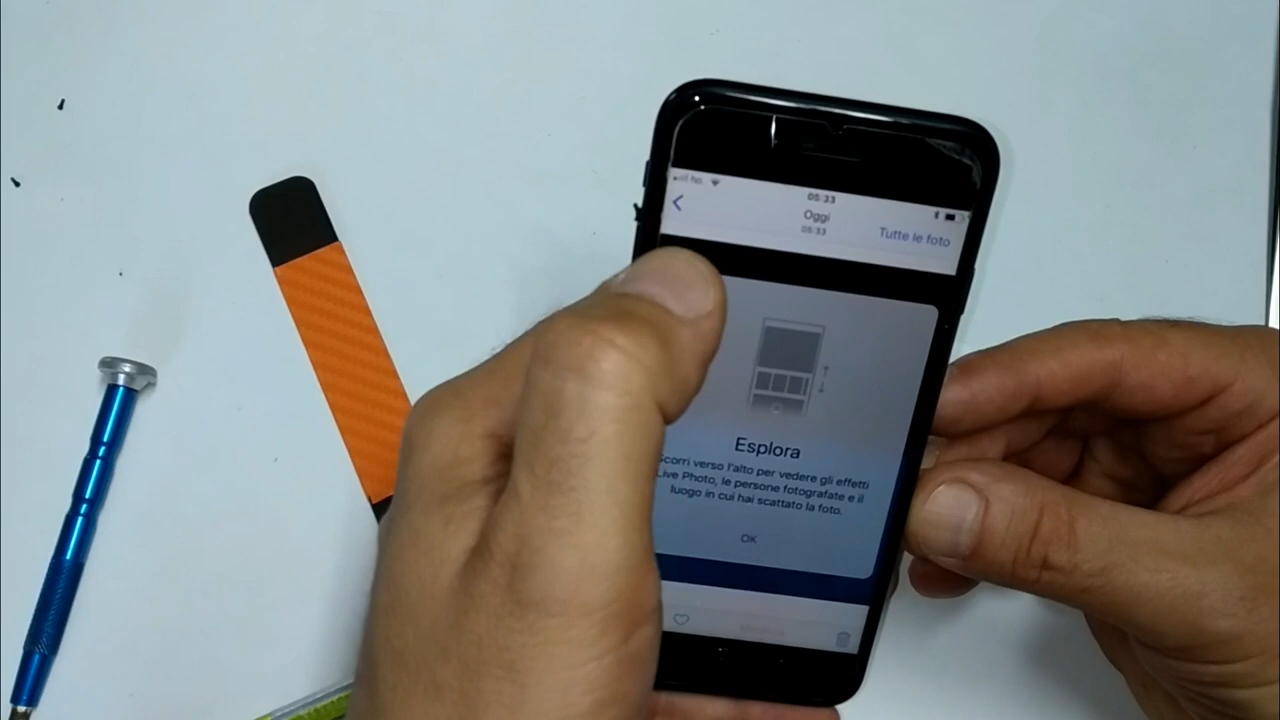 ho.
05:33
Oggi
05:33
Tutte le foto
Esplora
Scorri verso l'alto per vedere gli effetti
Live Photo, le persone fotografate e il
luogo in cui hai scattato la foto.
OK